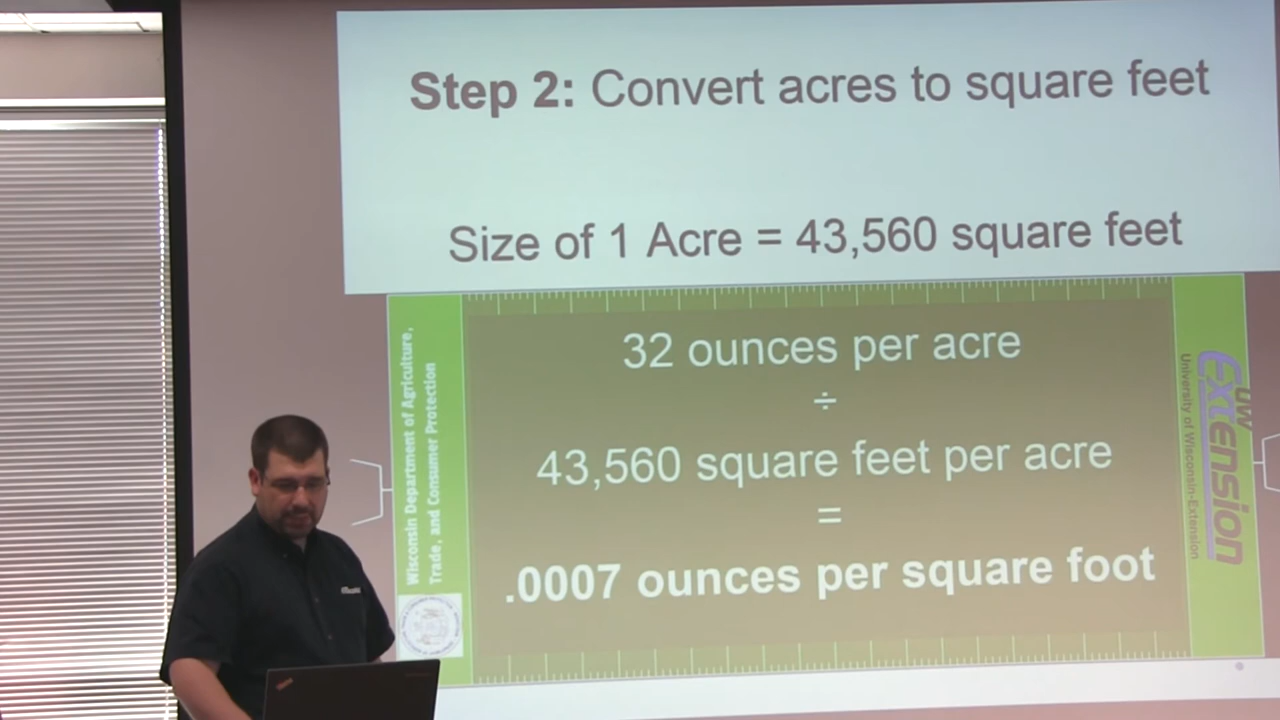 Step 2: Convert acres to square feet
Size of 1 Acre = 43,560 square feet
32 ounces per acre
÷
43,560 square feet per acre
=
.0007 ounces per square foot
Wisconsin Department of Agriculture,
Trade, and Consumer Protection
UW
Extension
University of Wisconsin-Extension